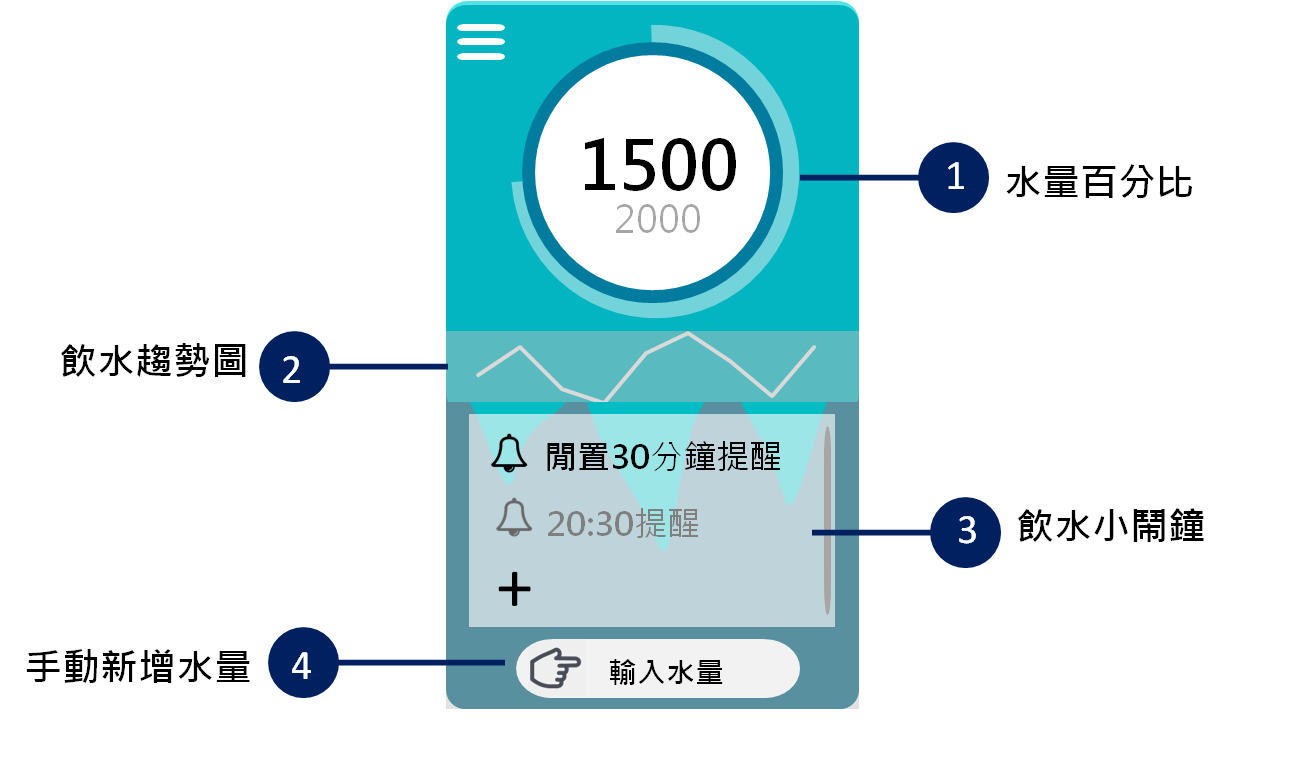 1500
2000
1
水量百分比
飲水趨勢圖
2
閒置30分鐘提醒
20:30提醒
3
飲水小鬧鐘
手動新增水量
4
輸入水量